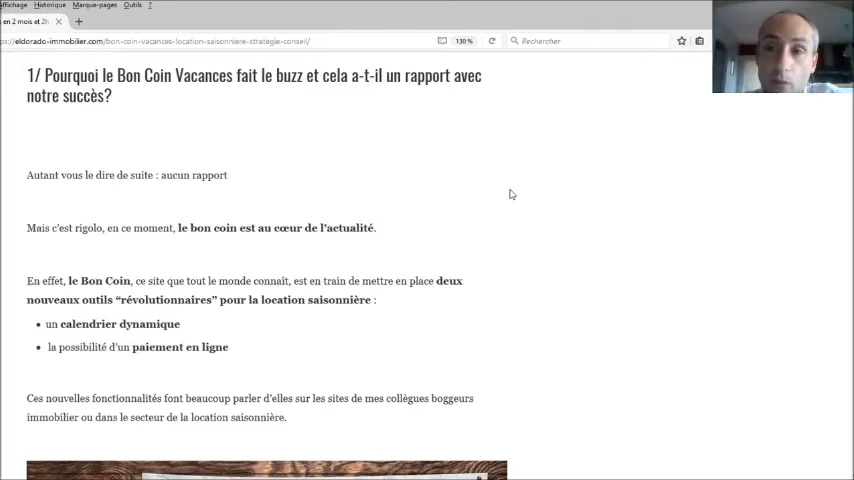 Affichage Historique Marque-pages Outils ?
s en 2 mois et 2h
eldorado-immobilier.com/bon-coin-vacances-location-saisonniere-strategie-conseil/
130 %
Rechercher
1/ Pourquoi le Bon Coin Vacances fait le buzz et cela a-t-il un rapport avec
notre succès?
Autant vous le dire de suite : aucun rapport
Mais c’est rigolo, en ce moment, le bon coin est au cœur de l’actualité.
En effet, le Bon Coin, ce site que tout le monde connaît, est en train de mettre en place deux
nouveaux outils “révolutionnaires” pour la location saisonnière :
• un calendrier dynamique
• la possibilité d’un paiement en ligne
Ces nouvelles fonctionnalités font beaucoup parler d’elles sur les sites de mes collègues boggeurs
immobilier ou dans le secteur de la location saisonnière.